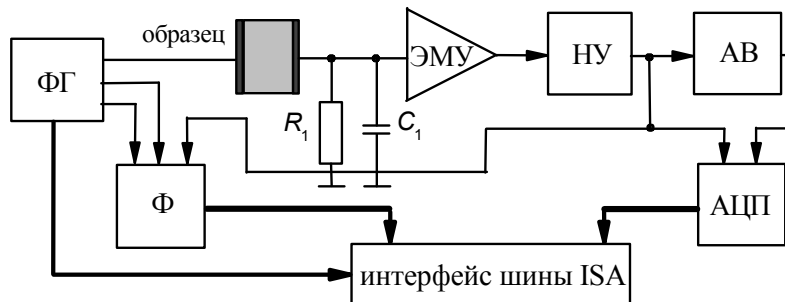 образец
ФГ
ЭМУ
НУ
АВ
R1
C1
Ф
АЦП
интерфейс шины ISA